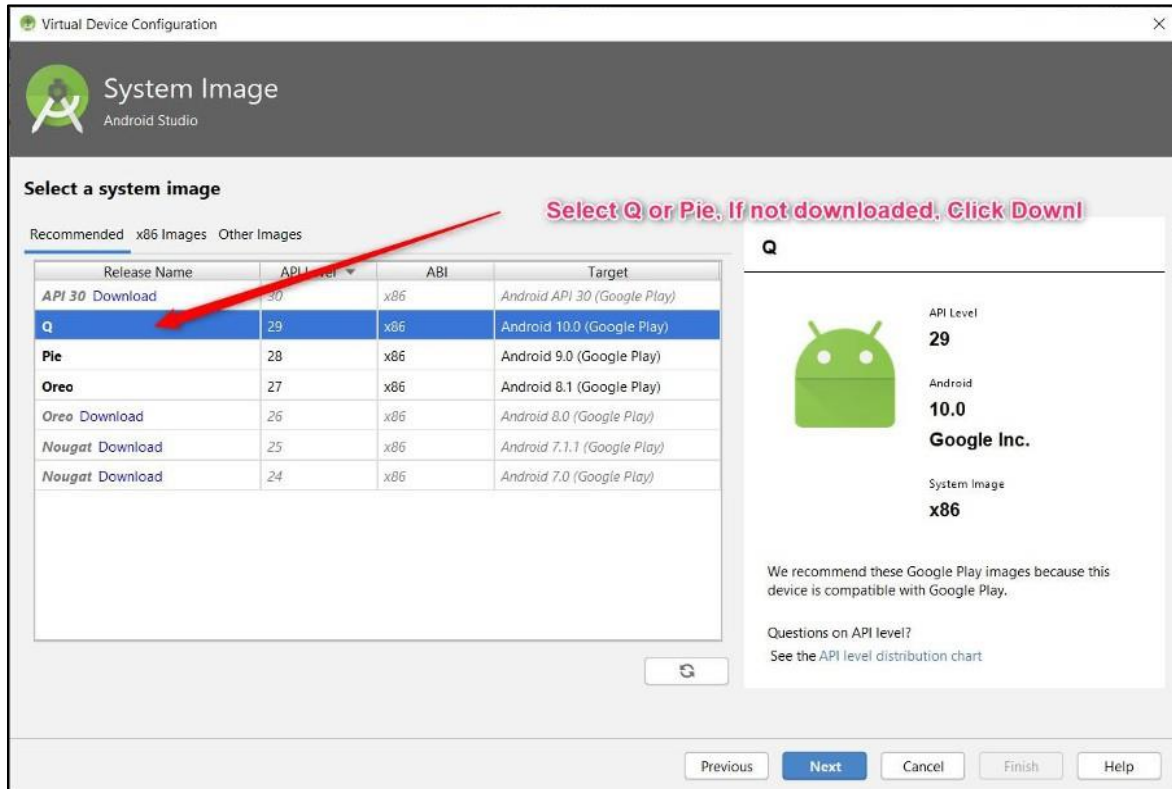 Virtual Device Configuration
System Image
Android Studio
Select a system image
Select Q or Pie, If not downloaded, Click Downl
Recommended x86 Images Other Images
Release Name API Level ABI Target
API 30 Download 30 x86 Android API 30 (Google Play)
Q 29 x86 Android 10.0 (Google Play)
Pie 28 x86 Android 9.0 (Google Play)
Oreo 27 x86 Android 8.1 (Google Play)
Oreo Download 26 x86 Android 8.0 (Google Play)
Nougat Download 25 x86 Android 7.1.1 (Google Play)
Nougat Download 24 x86 Android 7.0 (Google Play)
Q
API Level
29
Android
10.0
Google Inc.
System Image
x86
We recommend these Google Play images because this
device is compatible with Google Play.
Questions on API level?
See the API level distribution chart
Previous Next Cancel Finish Help